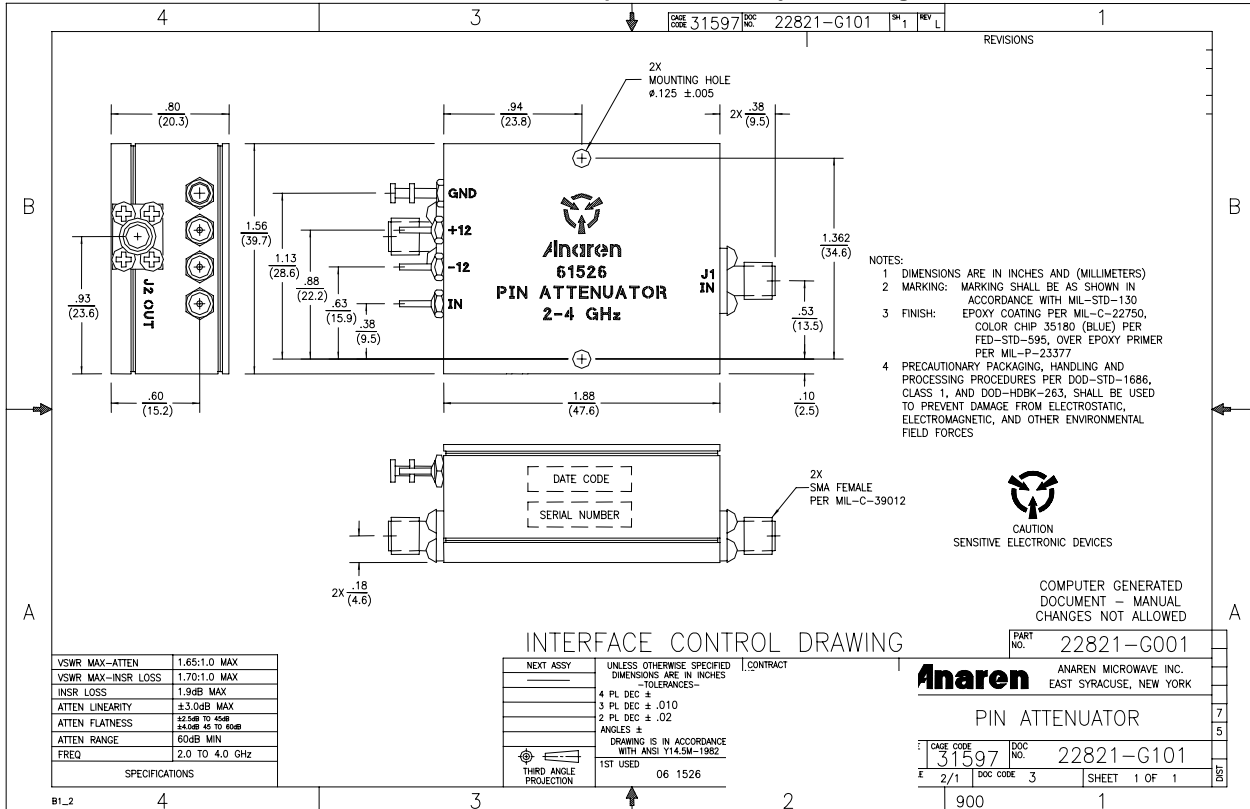 4
3
CAGE CODE 31597 DOC NO. 22821-G101 SH 1 REV L
1
REVISIONS
2X
MOUNTING HOLE
ø.125 ±.005
.80
(20.3)
.94
(23.8)
2X .38
(9.5)
B
B
GND
+12
-12
IN
1.56
(39.7)
1.13
(28.6)
.88
(22.2)
.63
(15.9)
.38
(9.5)
Anaren
61526
PIN ATTENUATOR
2-4 GHz
J1
IN
1.362
(34.6)
.53
(13.5)
.10
(2.5)
.93
(23.6)
J2 OUT
.60
(15.2)
1.88
(47.6)
NOTES:
1 DIMENSIONS ARE IN INCHES AND (MILLIMETERS)
2 MARKING: MARKING SHALL BE AS SHOWN IN
ACCORDANCE WITH MIL-STD-130
3 FINISH: EPOXY COATING PER MIL-C-22750,
COLOR CHIP 35180 (BLUE) PER
FED-STD-595, OVER EPOXY PRIMER
PER MIL-P-23377
4 PRECAUTIONARY PACKAGING, HANDLING AND
PROCESSING PROCEDURES PER DOD-STD-1686,
CLASS 1, AND DOD-HDBK-263, SHALL BE USED
TO PREVENT DAMAGE FROM ELECTROSTATIC,
ELECTROMAGNETIC, AND OTHER ENVIRONMENTAL
FIELD FORCES
DATE CODE
SERIAL NUMBER
2X
SMA FEMALE
PER MIL-C-39012
2X .18
(4.6)
CAUTION
SENSITIVE ELECTRONIC DEVICES
COMPUTER GENERATED
DOCUMENT - MANUAL
CHANGES NOT ALLOWED
A
A
INTERFACE CONTROL DRAWING
PART NO. 22821-G001
VSWR MAX-ATTEN 1.65:1.0 MAX
VSWR MAX-INSR LOSS 1.70:1.0 MAX
INSR LOSS 1.9dB MAX
ATTEN LINEARITY ±3.0dB MAX
ATTEN FLATNESS ±2.5dB TO 45dB
±4.0dB 45 TO 60dB
ATTEN RANGE 60dB MIN
FREQ 2.0 TO 4.0 GHz
SPECIFICATIONS
NEXT ASSY
UNLESS OTHERWISE SPECIFIED
DIMENSIONS ARE IN INCHES
-TOLERANCES-
4 PL DEC ±
3 PL DEC ± .010
2 PL DEC ± .02
ANGLES ±
DRAWING IS IN ACCORDANCE
WITH ANSI Y14.5M-1982
1ST USED
06 1526
THIRD ANGLE
PROJECTION
CONTRACT
Anaren
ANAREN MICROWAVE INC.
EAST SYRACUSE, NEW YORK
PIN ATTENUATOR
CAGE CODE 31597 DOC NO. 22821-G101
2/1 DOC CODE 3 SHEET 1 OF 1
7
5
DIST
B1_2
4
3
2
900
1